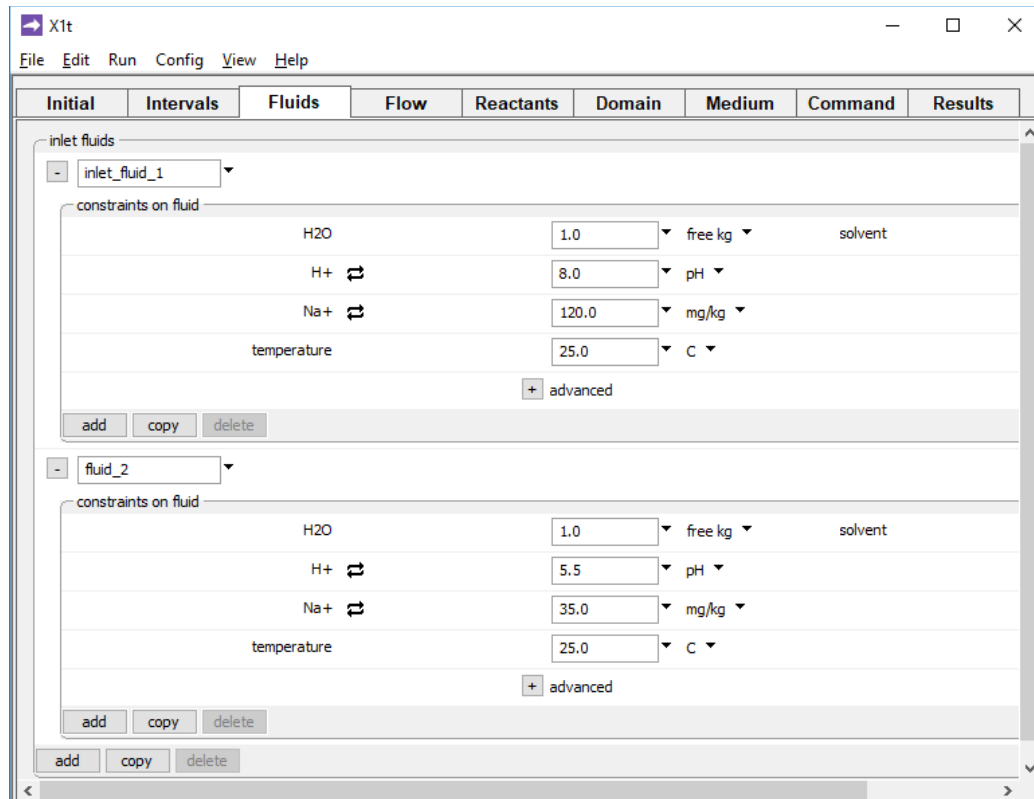 X1t
File Edit Run Config View Help
Initial Intervals Fluids Flow Reactants Domain Medium Command Results
inlet fluids
- inlet_fluid_1
constraints on fluid
H2O 1.0 free kg solvent
H+ 8.0 pH
Na+ 120.0 mg/kg
temperature 25.0 C
+ advanced
add copy delete
- fluid_2
constraints on fluid
H2O 1.0 free kg solvent
H+ 5.5 pH
Na+ 35.0 mg/kg
temperature 25.0 C
+ advanced
add copy delete
add copy delete